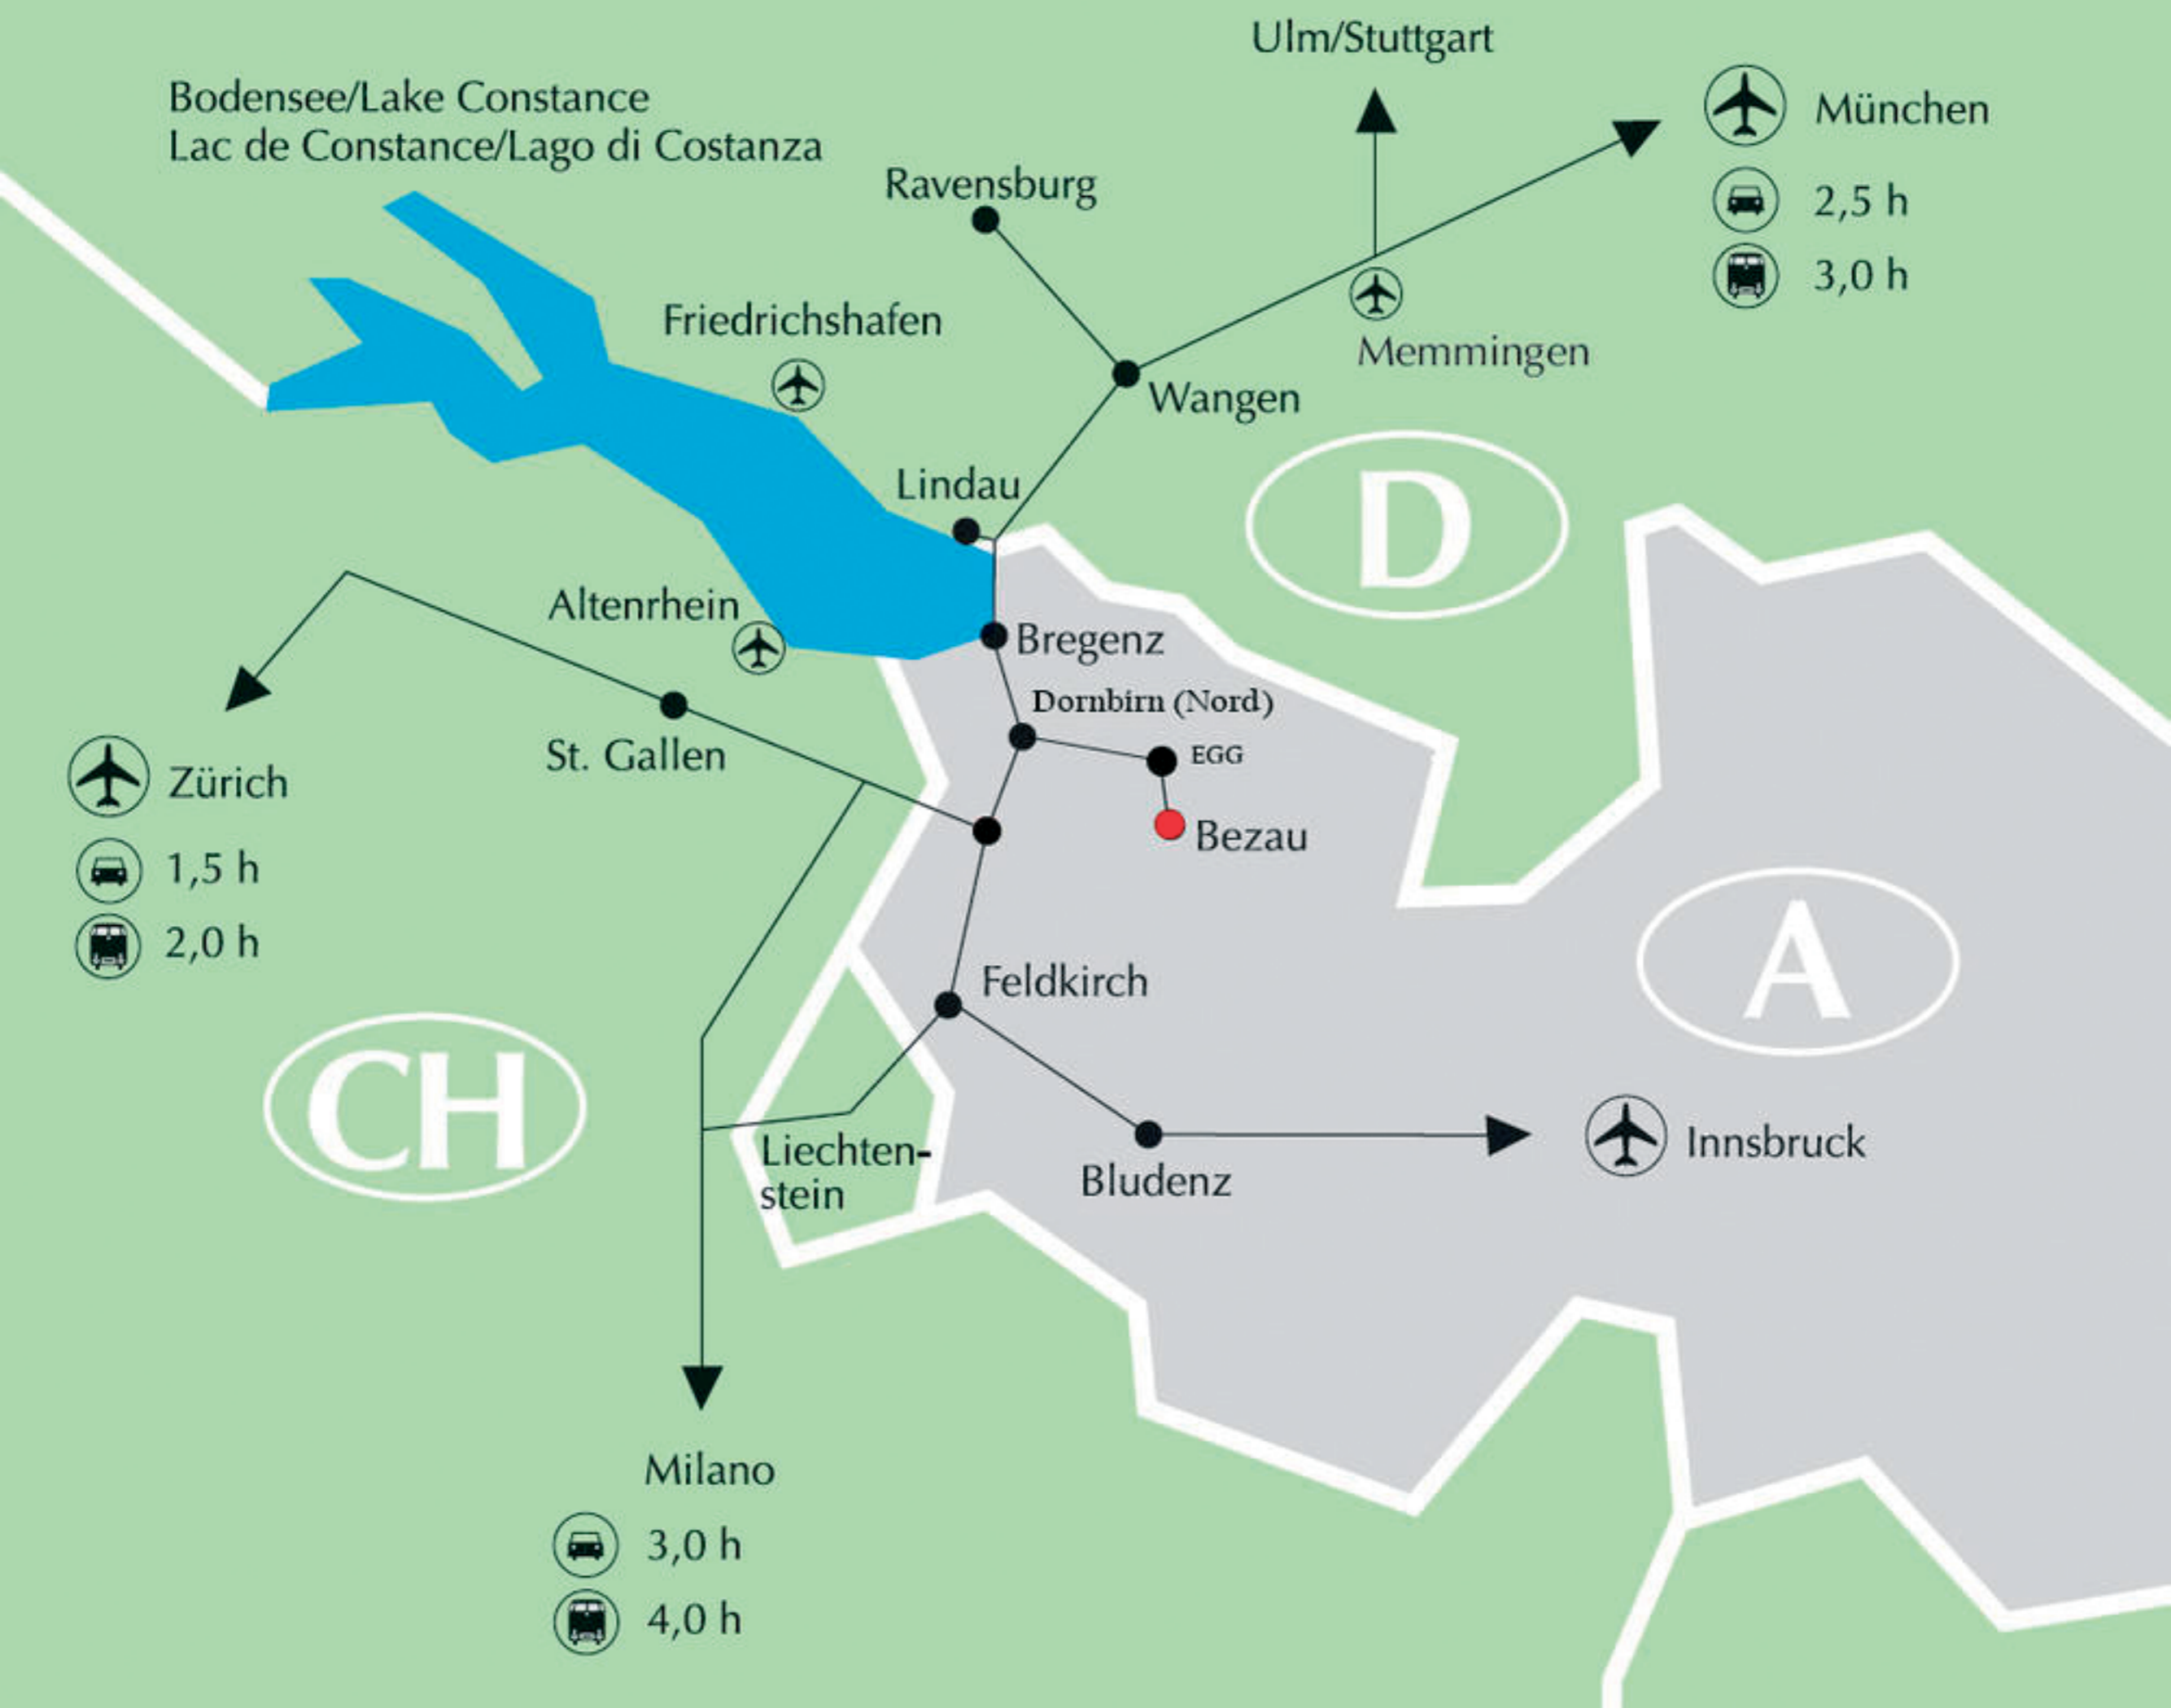 Ulm/Stuttgart
Bodensee/Lake Constance
Lac de Constance/Lago di Costanza
München
2,5 h
3,0 h
Ravensburg
Friedrichshafen
Memmingen
Wangen
Lindau
D
Altenrhein
Bregenz
Dornbirn (Nord)
St. Gallen
EGG
Bezau
Zürich
1,5 h
2,0 h
A
Feldkirch
CH
Liechten-
stein
Bludenz
Innsbruck
Milano
3,0 h
4,0 h